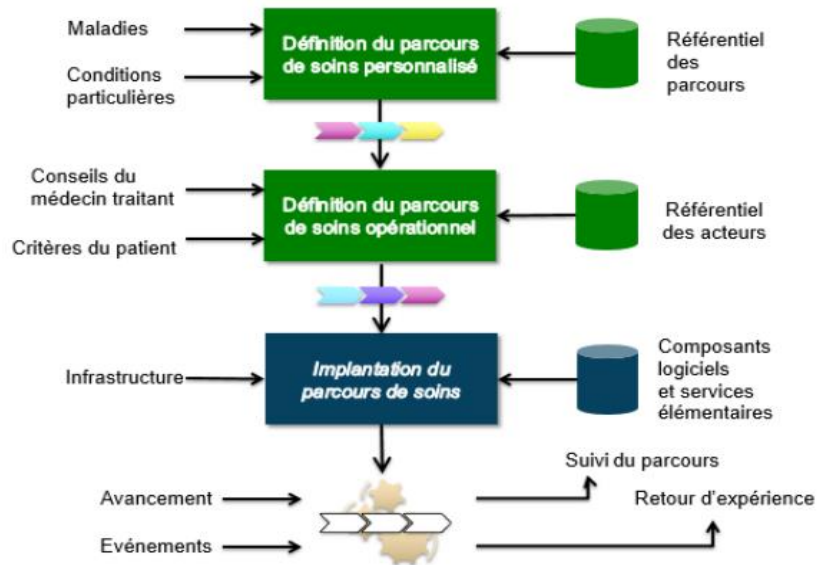 Maladies
Conditions
particulières
Définition du parcours
de soins personnalisé
Référentiel
des
parcours
Conseils du
médecin traitant
Critères du patient
Définition du parcours
de soins opérationnel
Référentiel
des acteurs
Infrastructure
Implantation du
parcours de soins
Composants
logiciels
et services
élémentaires
Avancement
Evénements
Suivi du parcours
Retour d'expérience